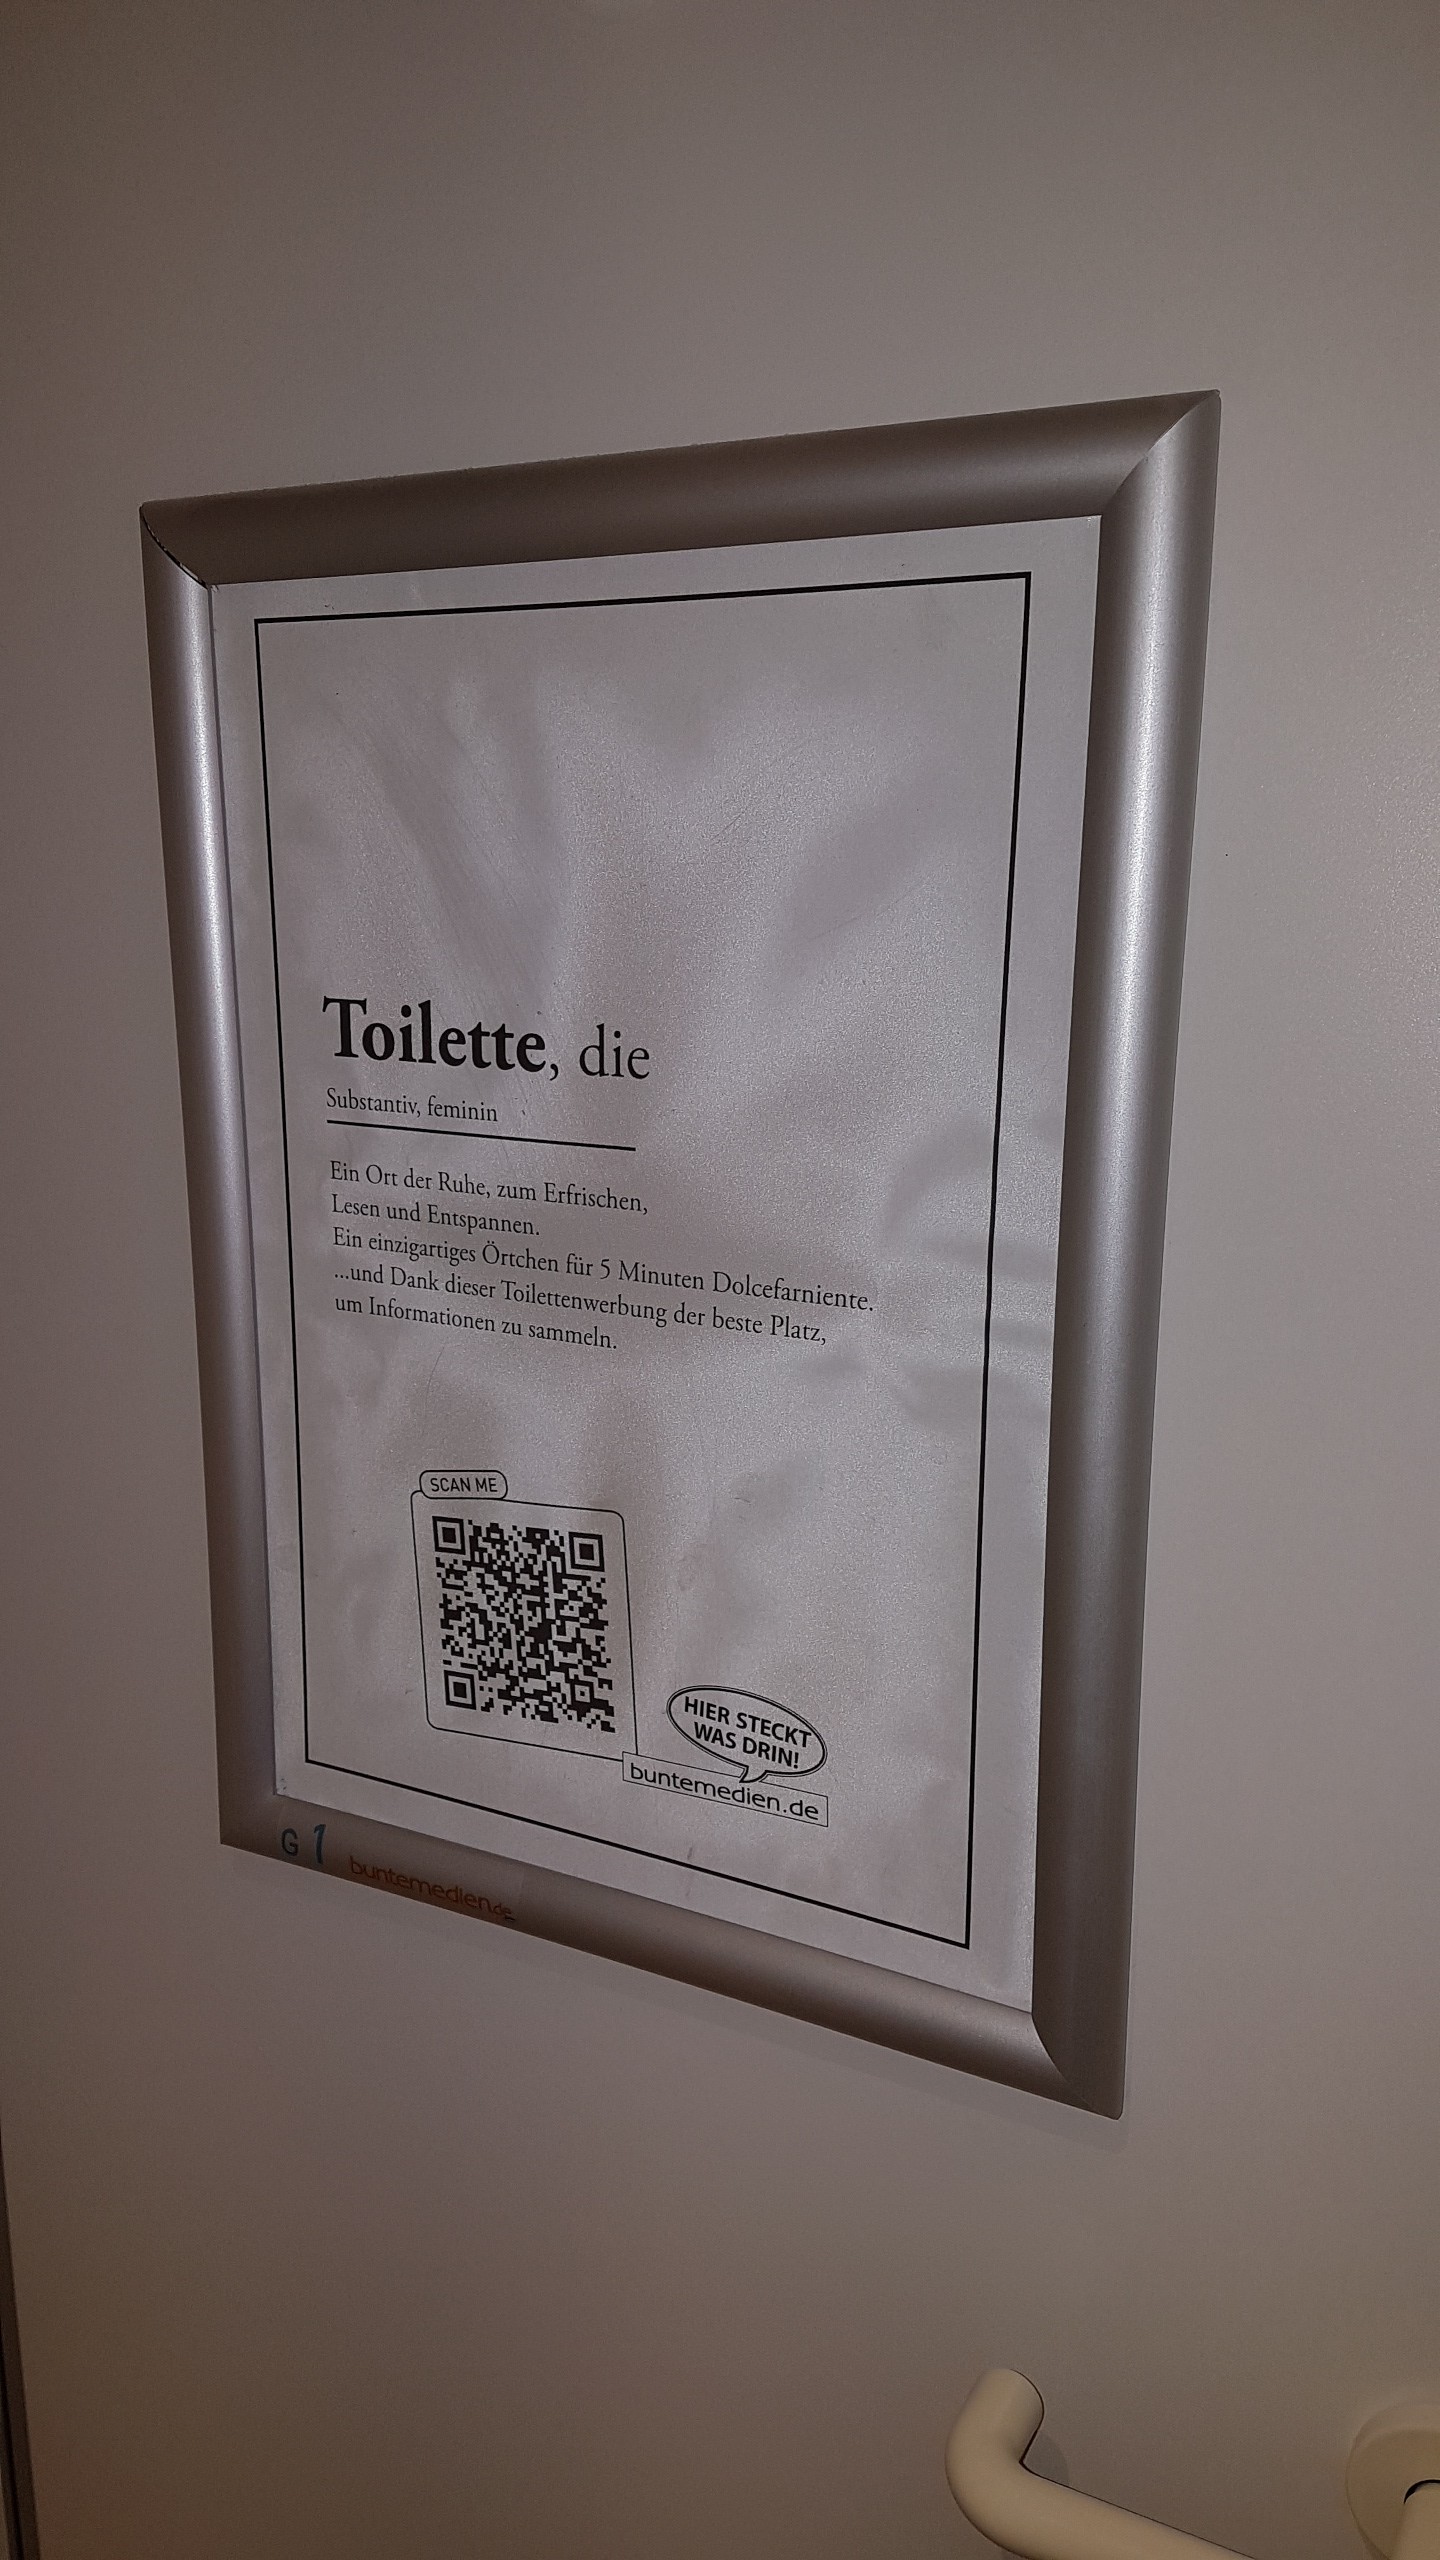 Toilette, die
Substantiv, feminin
Ein Ort der Ruhe, zum Erfrischen,
Lesen und Entspannen.
Ein einzigartiges Örtchen für 5 Minuten Dolcefarniente.
...und Dank dieser Toilettenwerbung der beste Platz,
um Informationen zu sammeln.
SCAN ME
HIER STECKT
WAS DRIN!
buntemedien.de
G 1 buntemedien.de